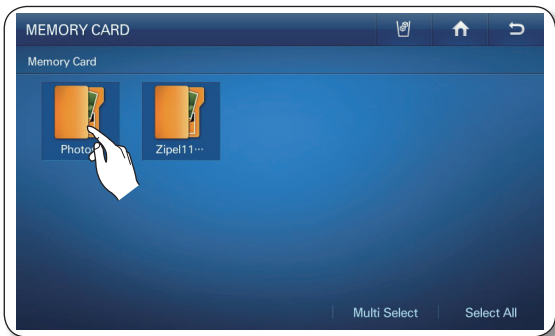 MEMORY CARD
Memory Card
Photo
Zipel11···
Multi Select
Select All